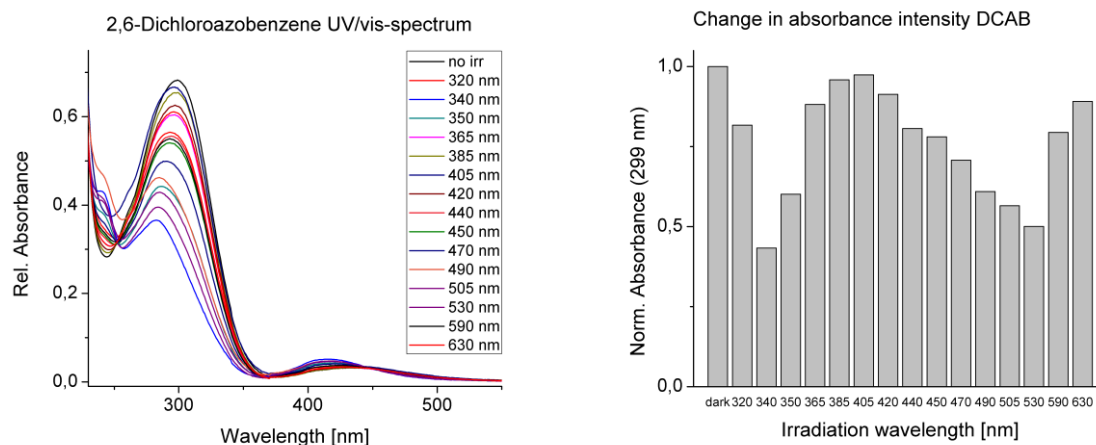 2,6-Dichloroazobenzene UV/vis-spectrum
Rel. Absorbance
0,6
0,4
0,2
0,0
300
400
500
Wavelength [nm]
no irr
320 nm
340 nm
350 nm
365 nm
385 nm
405 nm
420 nm
440 nm
450 nm
470 nm
490 nm
505 nm
530 nm
590 nm
630 nm
Change in absorbance intensity DCAB
Norm. Absorbance (299 nm)
1,0
0,5
0,0
dark 320 340 350 365 385 405 420 440 450 470 490 505 530 590 630
Irradiation wavelength [nm]